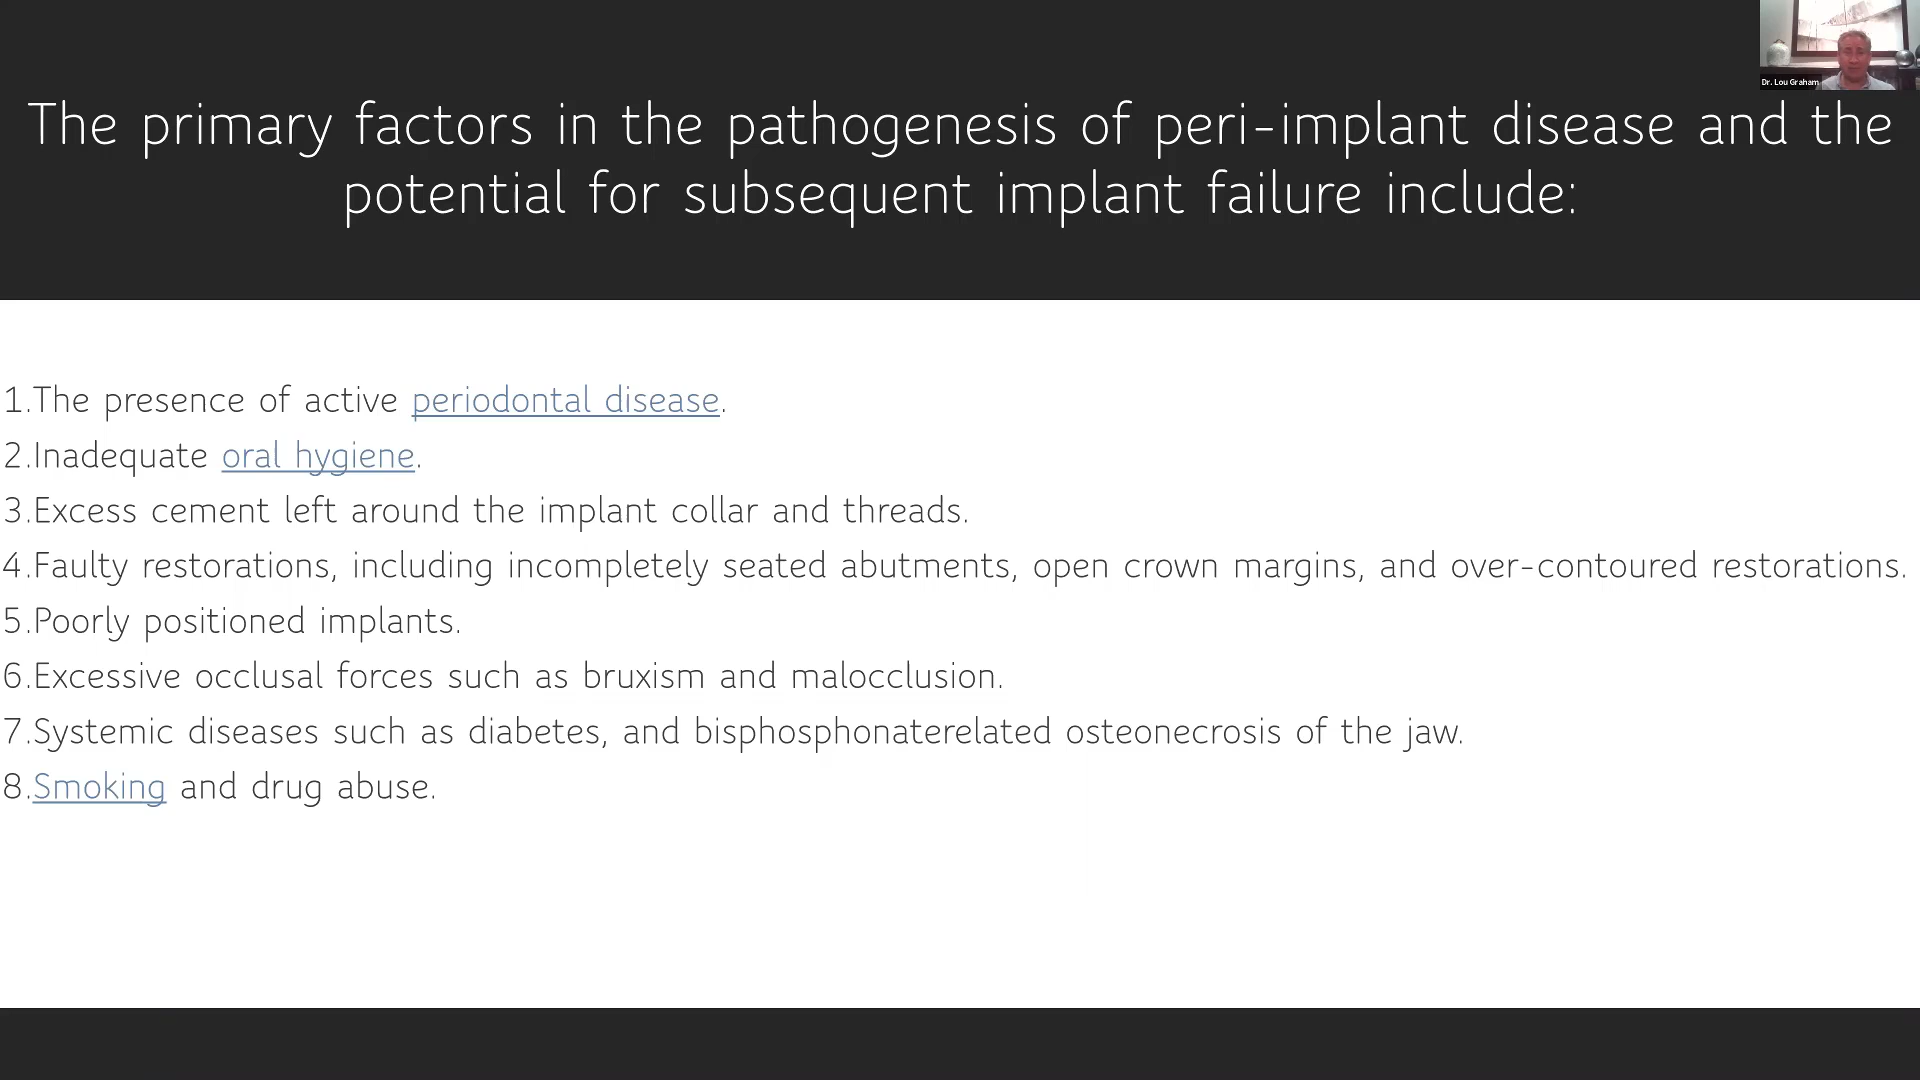 Dr. Lou Graham
The primary factors in the pathogenesis of peri-implant disease and the
potential for subsequent implant failure include:
1.The presence of active periodontal disease.
2.Inadequate oral hygiene.
3.Excess cement left around the implant collar and threads.
4.Faulty restorations, including incompletely seated abutments, open crown margins, and over-contoured restorations.
5.Poorly positioned implants.
6.Excessive occlusal forces such as bruxism and malocclusion.
7.Systemic diseases such as diabetes, and bisphosphonaterelated osteonecrosis of the jaw.
8.Smoking and drug abuse.